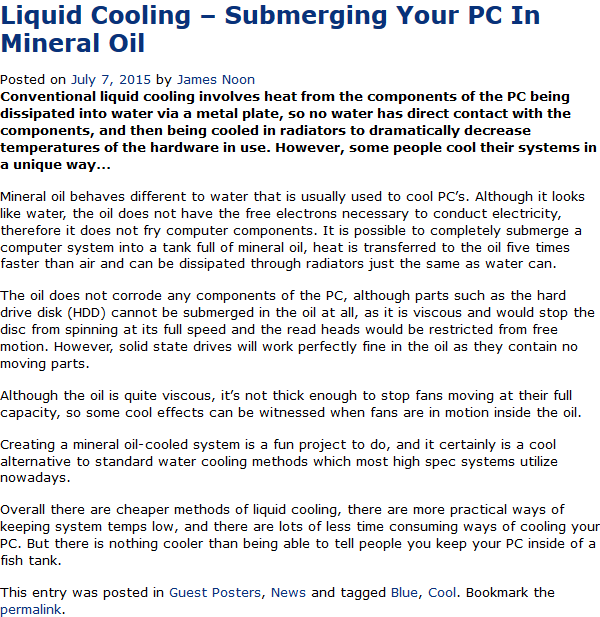 Liquid Cooling – Submerging Your PC In
Mineral Oil
Posted on July 7, 2015 by James Noon
Conventional liquid cooling involves heat from the components of the PC being
dissipated into water via a metal plate, so no water has direct contact with the
components, and then being cooled in radiators to dramatically decrease
temperatures of the hardware in use. However, some people cool their systems in
a unique way...
Mineral oil behaves different to water that is usually used to cool PC’s. Although it looks
like water, the oil does not have the free electrons necessary to conduct electricity,
therefore it does not fry computer components. It is possible to completely submerge a
computer system into a tank full of mineral oil, heat is transferred to the oil five times
faster than air and can be dissipated through radiators just the same as water can.
The oil does not corrode any components of the PC, although parts such as the hard
drive disk (HDD) cannot be submerged in the oil at all, as it is viscous and would stop the
disc from spinning at its full speed and the read heads would be restricted from free
motion. However, solid state drives will work perfectly fine in the oil as they contain no
moving parts.
Although the oil is quite viscous, it’s not thick enough to stop fans moving at their full
capacity, so some cool effects can be witnessed when fans are in motion inside the oil.
Creating a mineral oil-cooled system is a fun project to do, and it certainly is a cool
alternative to standard water cooling methods which most high spec systems utilize
nowadays.
Overall there are cheaper methods of liquid cooling, there are more practical ways of
keeping system temps low, and there are lots of less time consuming ways of cooling your
PC. But there is nothing cooler than being able to tell people you keep your PC inside of a
fish tank.
This entry was posted in Guest Posters, News and tagged Blue, Cool. Bookmark the
permalink.